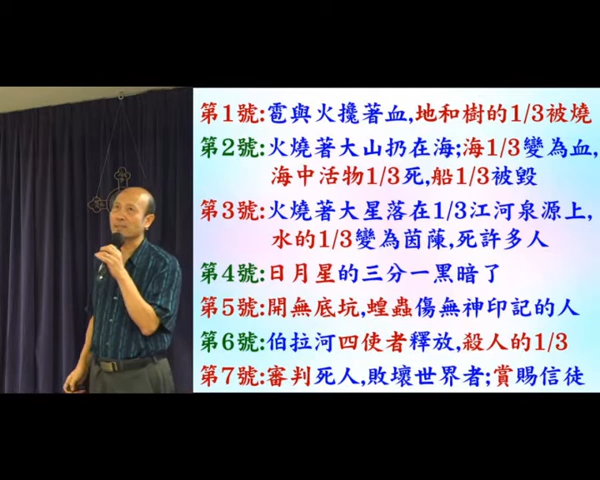 第1號:雹與火攙著血,地和樹的1/3被燒
第2號:火燒著大山扔在海;海1/3變為血,
海中活物1/3死,船1/3被毀
第3號:火燒著大星落在1/3江河泉源上,
水的1/3變為茵蔯,死許多人
第4號:日月星的三分一黑暗了
第5號:開無底坑,蝗蟲傷無神印記的人
第6號:伯拉河四使者釋放,殺人的1/3
第7號:審判死人,敗壞世界者;賞賜信徒